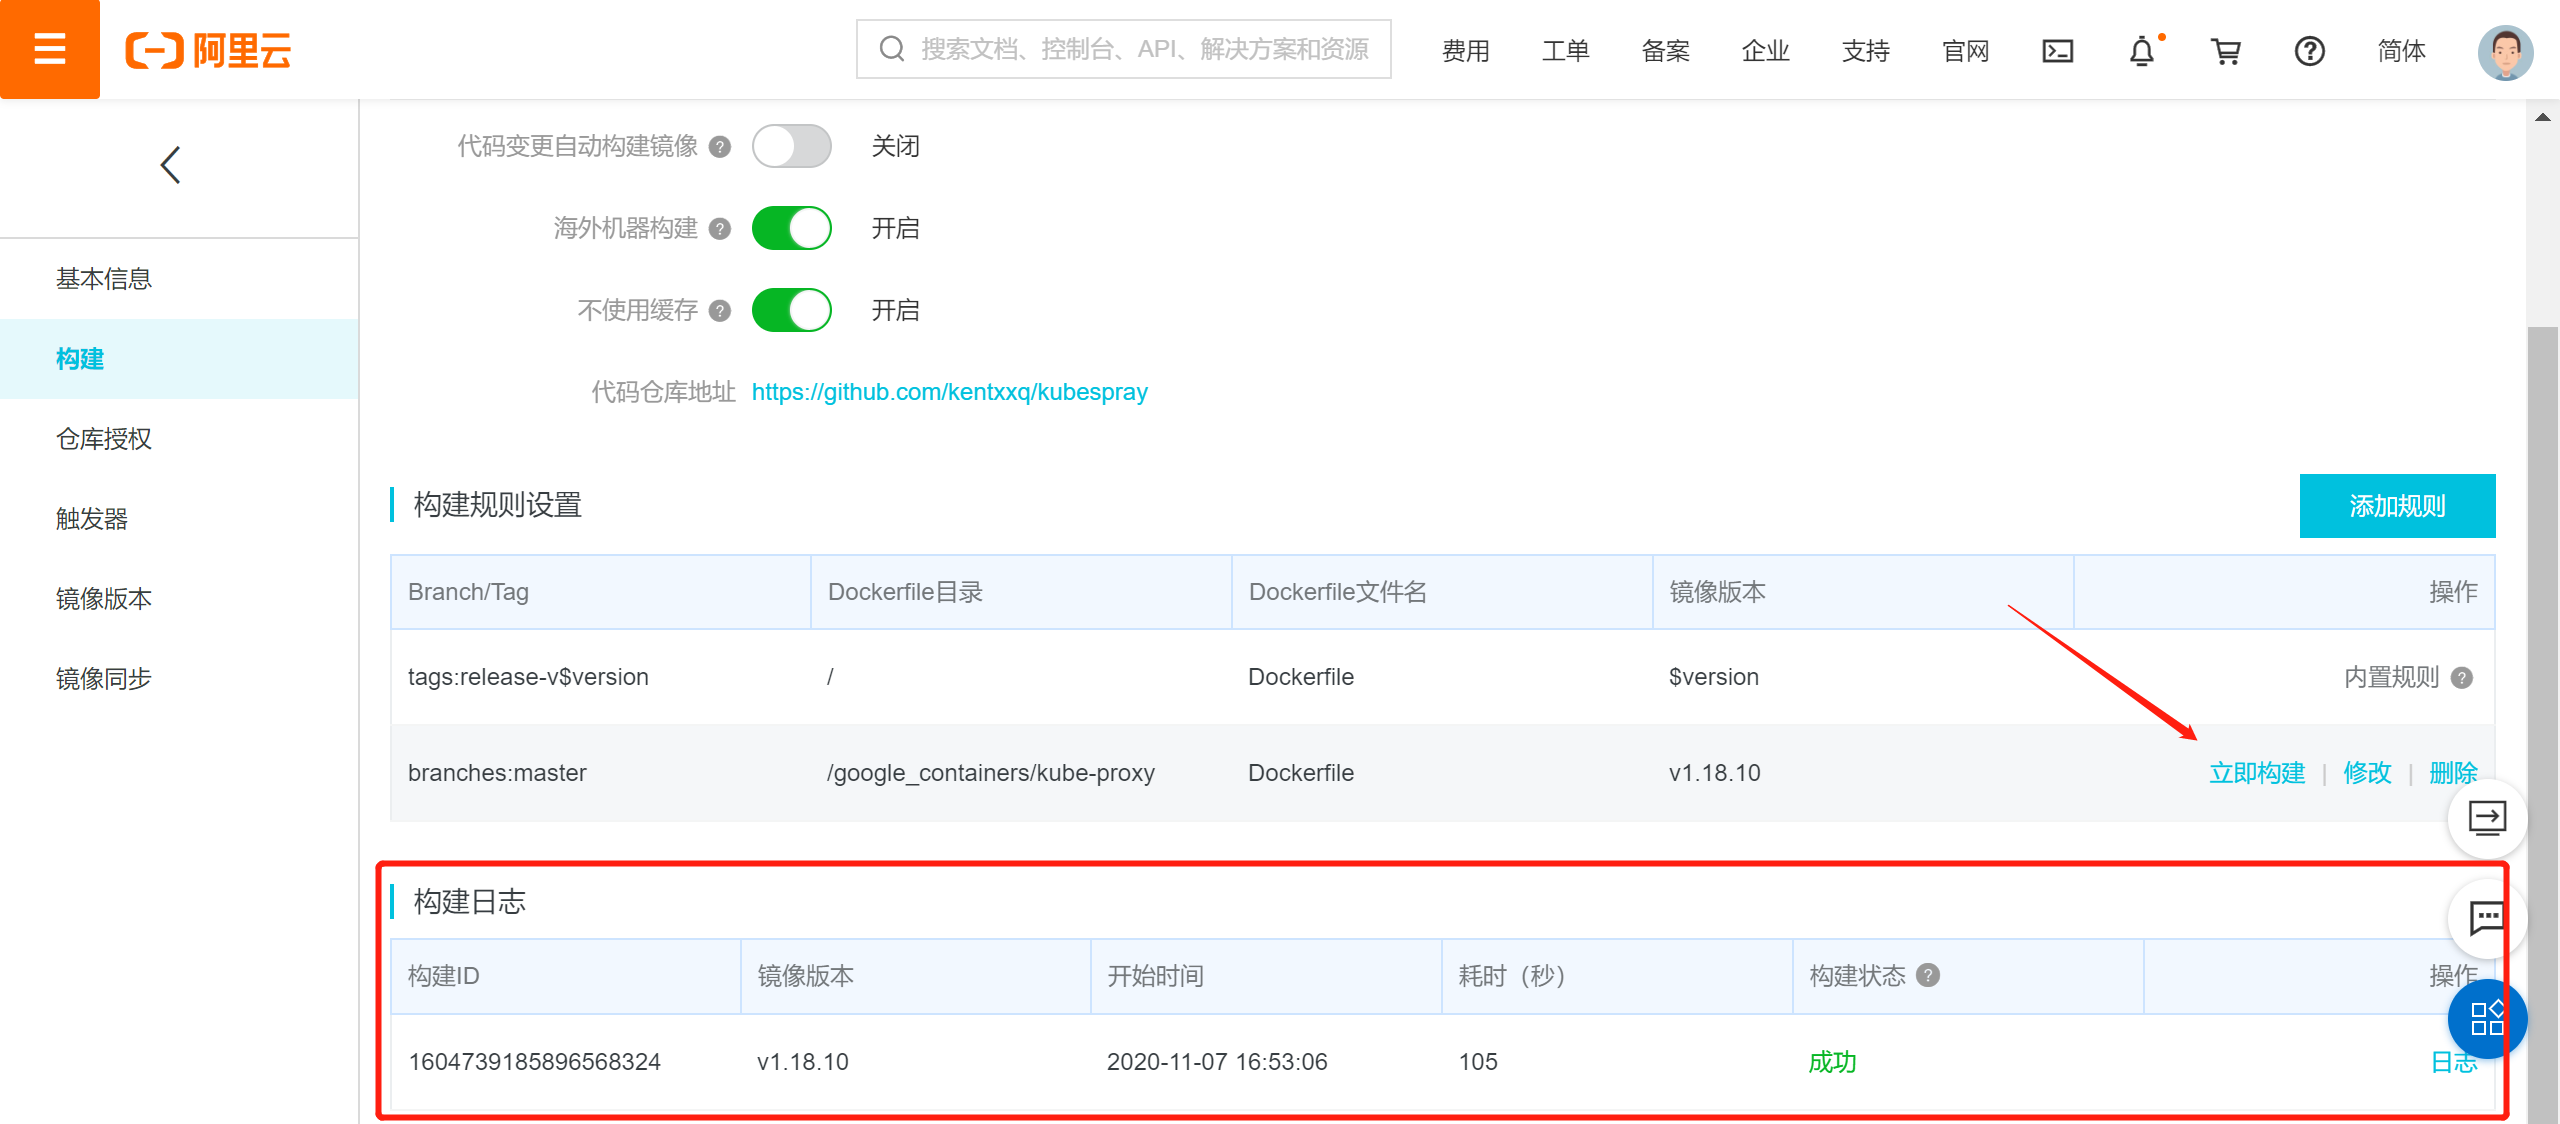 阿里云
搜索文档、控制台、API、解决方案和资源
费用 工单 备案 企业 支持 官网 简体
基本信息
构建
仓库授权
触发器
镜像版本
镜像同步
代码变更自动构建镜像 ? 关闭
海外机器构建 ? 开启
不使用缓存 ? 开启
代码仓库地址 https://github.com/kentxxq/kubespray
构建规则设置 添加规则
Branch/Tag Dockerfile目录 Dockerfile文件名 镜像版本 操作
tags:release-v$version / Dockerfile $version 内置规则 ?
branches:master /google_containers/kube-proxy Dockerfile v1.18.10 立即构建 | 修改 | 删除
构建日志
构建ID 镜像版本 开始时间 耗时（秒） 构建状态 ? 操作
1604739185896568324 v1.18.10 2020-11-07 16:53:06 105 成功 日志